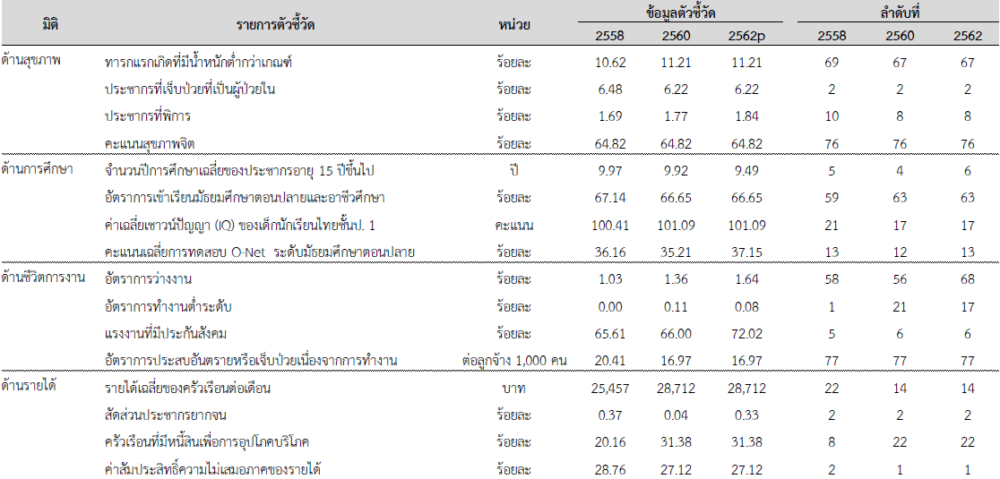 มิติ รายการตัวชี้วัด หน่วย ข้อมูลตัวชี้วัด ลำดับที่
2558 2560 2562p 2558 2560 2562
ด้านสุขภาพ ทารกแรกเกิดที่มีน้ำหนักต่ำกว่าเกณฑ์ ร้อยละ 10.62 11.21 11.21 69 67 67
ประชากรที่เจ็บป่วยที่เป็นผู้ป่วยใน ร้อยละ 6.48 6.22 6.22 2 2 2
ประชากรที่พิการ ร้อยละ 1.69 1.77 1.84 10 8 8
คะแนนสุขภาพจิต ร้อยละ 64.82 64.82 64.82 76 76 76
ด้านการศึกษา จำนวนปีการศึกษาเฉลี่ยของประชากรอายุ 15 ปีขึ้นไป ปี 9.97 9.92 9.49 5 4 6
อัตราการเข้าเรียนมัธยมศึกษาตอนปลายและอาชีวศึกษา ร้อยละ 67.14 66.65 66.65 59 63 63
ค่าเฉลี่ยเชาวน์ปัญญา (IQ) ของเด็กนักเรียนไทยชั้นป. 1 คะแนน 100.41 101.09 101.09 21 17 17
คะแนนเฉลี่ยการทดสอบ O-Net ระดับมัธยมศึกษาตอนปลาย ร้อยละ 36.16 35.21 37.15 13 12 13
ด้านชีวิตการงาน อัตราการว่างงาน ร้อยละ 1.03 1.36 1.64 58 56 68
อัตราการทำงานต่ำระดับ ร้อยละ 0.00 0.11 0.08 1 21 17
แรงงานที่มีประกันสังคม ร้อยละ 65.61 66.00 72.02 5 6 6
อัตราการประสบอันตรายหรือเจ็บป่วยเนื่องจากการทำงาน ต่อลูกจ้าง 1,000 คน 20.41 16.97 16.97 77 77 77
ด้านรายได้ รายได้เฉลี่ยของครัวเรือนต่อเดือน บาท 25,457 28,712 28,712 22 14 14
สัดส่วนประชากรยากจน ร้อยละ 0.37 0.04 0.33 2 2 2
ครัวเรือนที่มีหนี้สินเพื่อการอุปโภคบริโภค ร้อยละ 20.16 31.38 31.38 8 22 22
ค่าสัมประสิทธิ์ความไม่เสมอภาคของรายได้ ร้อยละ 28.76 27.12 27.12 2 1 1